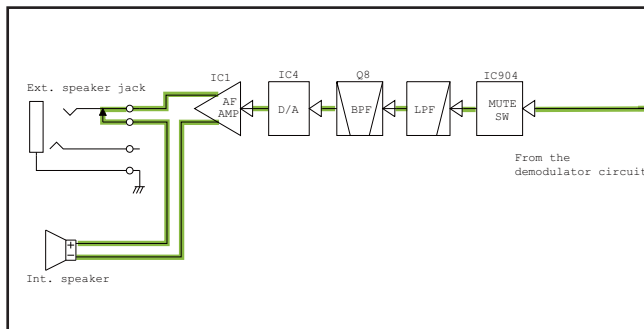 Ext. speaker jack
IC1
IC4
Q8
IC904
AF
AMP
D/A
BPF
LPF
MUTE
SW
From the
demodulator circuit
+
−
Int. speaker